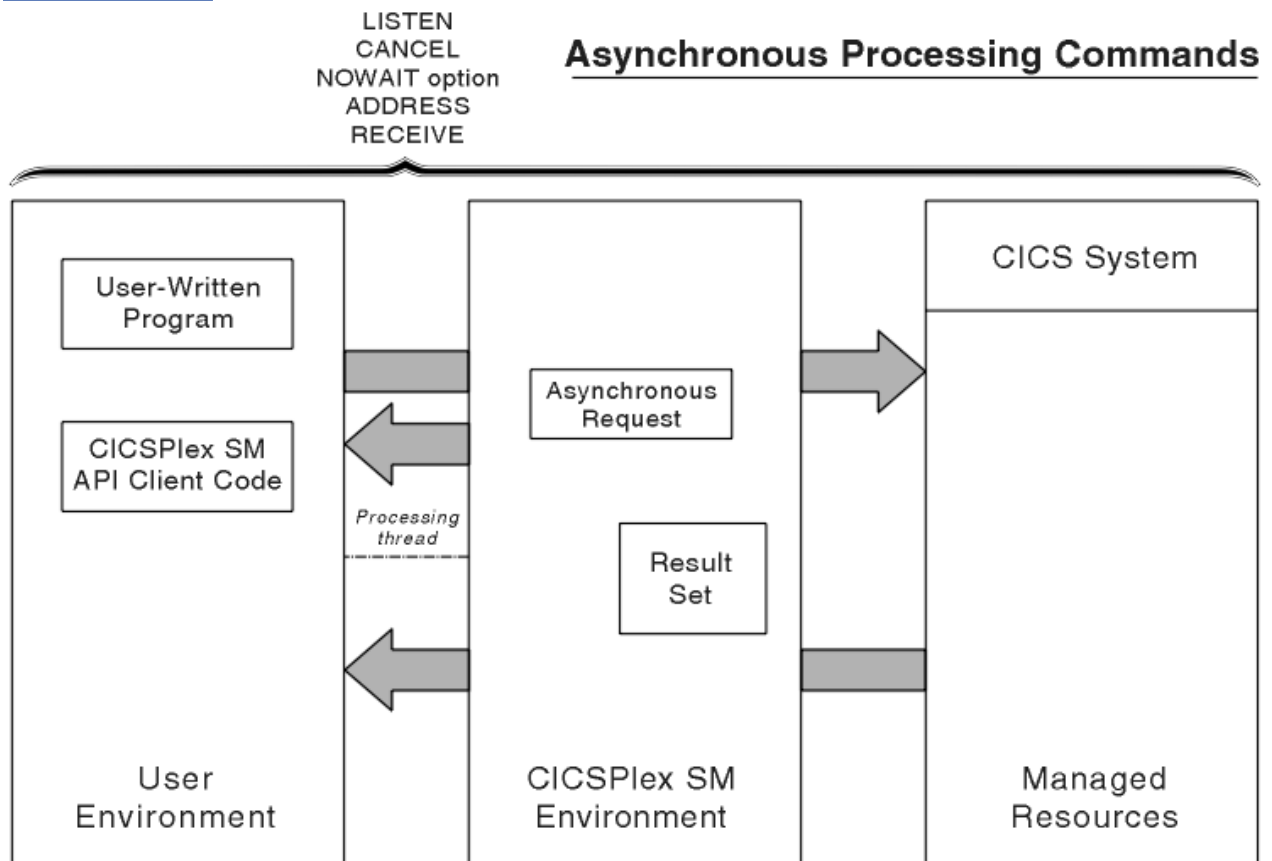 LISTEN
CANCEL
NOWAIT option
ADDRESS
RECEIVE
Asynchronous Processing Commands
User-Written
Program
CICSPlex SM
API Client Code
Processing
thread
User
Environment
Asynchronous
Request
Result
Set
CICSPlex SM
Environment
CICS System
Managed
Resources